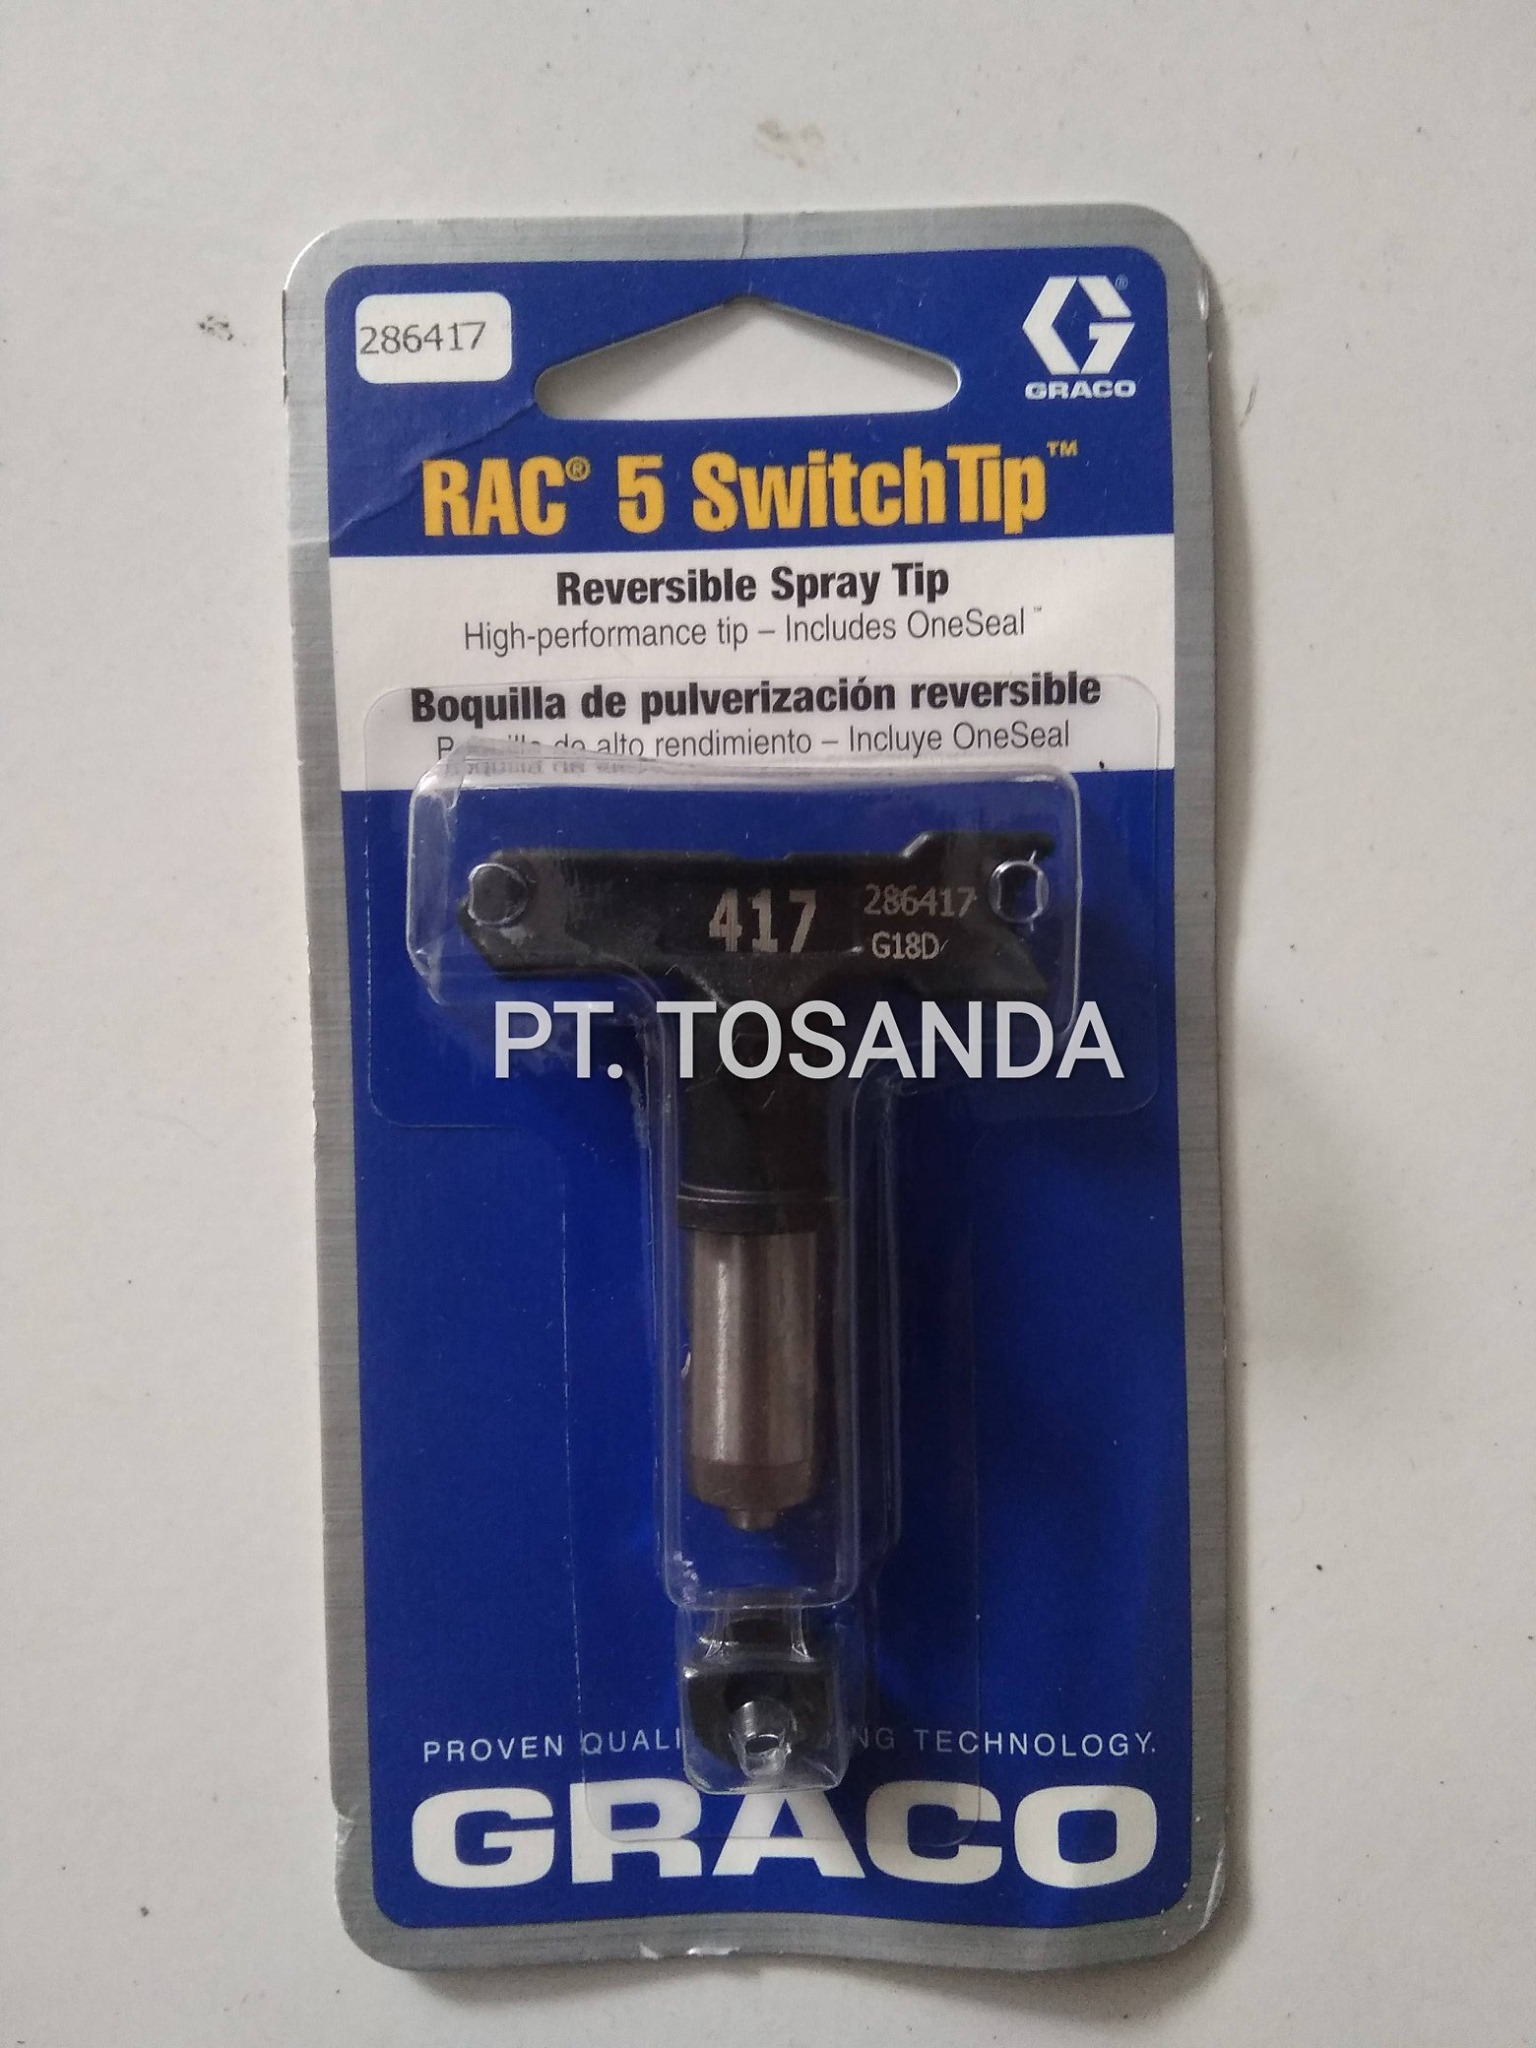 286417
GRACO
RAC® 5 SwitchTip™
Reversible Spray Tip
High-performance tip – Includes OneSeal™
Boquilla de pulverización reversible
de alto rendimiento – Incluye OneSeal
417 286417
G18D
PT. TOSANDA
PROVEN TECHNOLOGY.
GRACO